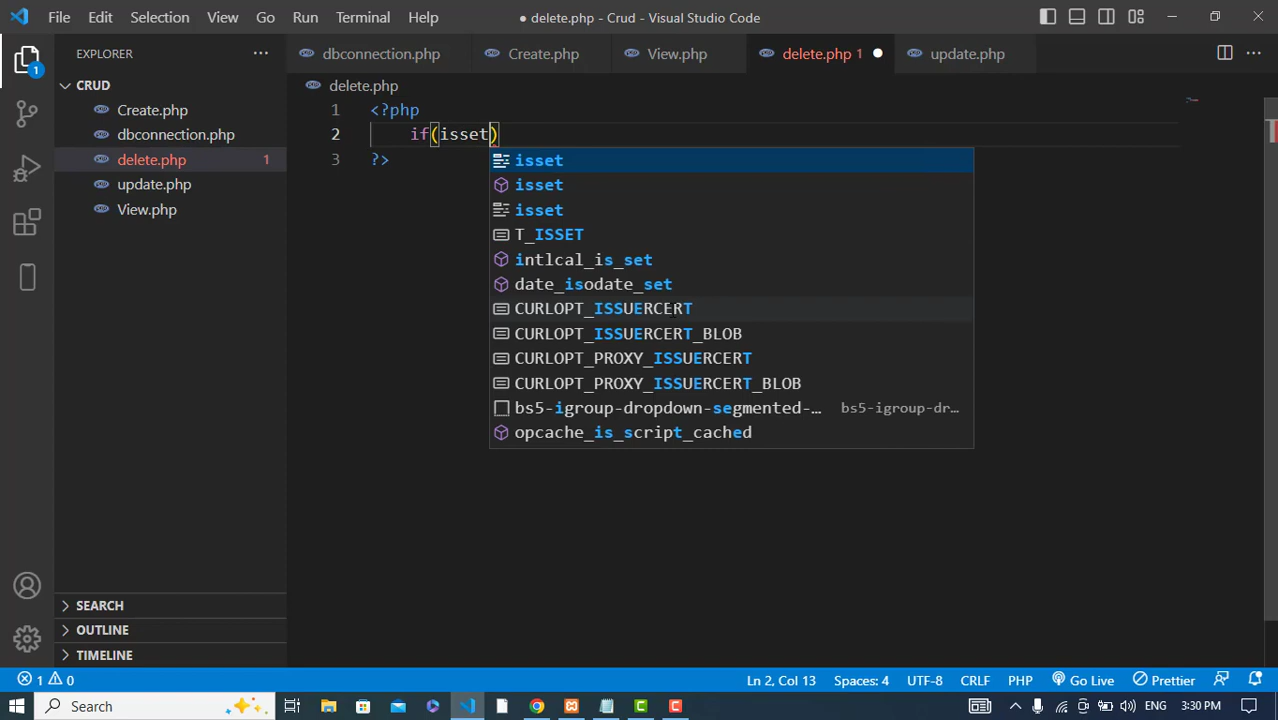 File Edit Selection View Go Run Terminal Help
● delete.php - Crud - Visual Studio Code
EXPLORER
CRUD
Create.php
dbconnection.php
delete.php 1
update.php
View.php
SEARCH
OUTLINE
TIMELINE
1
dbconnection.php Create.php View.php delete.php 1 ● update.php
delete.php
1 <?php
2 if(isset)
3 ?>
isset
isset
isset
T_ISSET
intlcal_is_set
date_isodate_set
CURLOPT_ISSUERCERT
CURLOPT_ISSUERCERT_BLOB
CURLOPT_PROXY_ISSUERCERT
CURLOPT_PROXY_ISSUERCERT_BLOB
bs5-igroup-dropdown-segmented-… bs5-igroup-dr…
opcache_is_script_cached
1 0 Ln 2, Col 13 Spaces: 4 UTF-8 CRLF PHP Go Live Prettier
Search ENG 3:30 PM